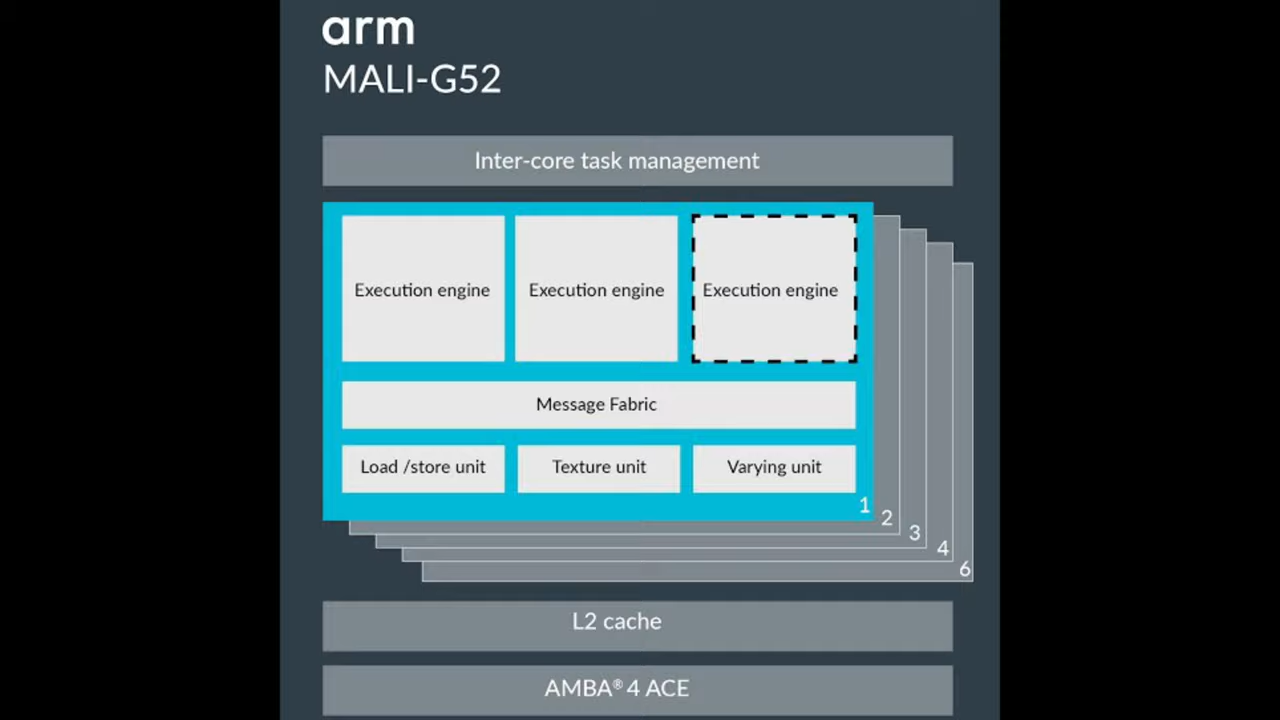 arm
MALI-G52
Inter-core task management
Execution engine
Execution engine
Execution engine
Message Fabric
Load /store unit
Texture unit
Varying unit
1
2
3
4
6
L2 cache
AMBA® 4 ACE